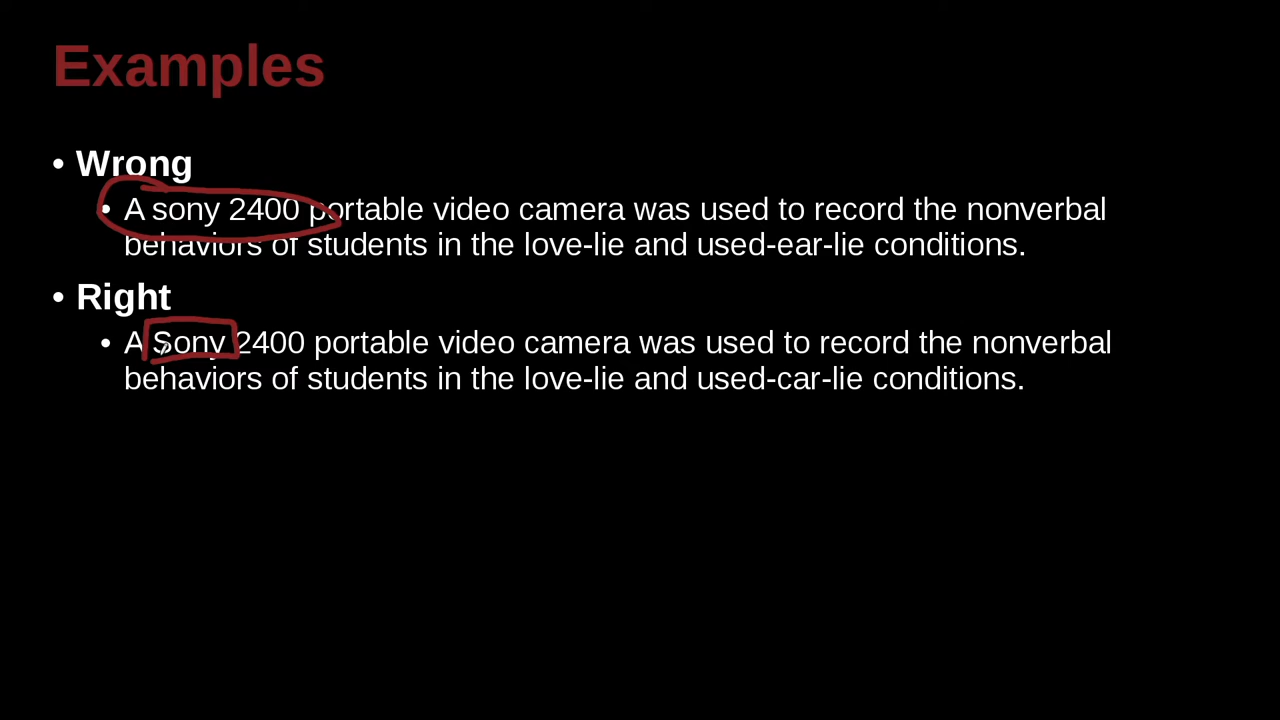 Examples
• Wrong
• A sony 2400 portable video camera was used to record the nonverbal
behaviors of students in the love-lie and used-ear-lie conditions.
• Right
• A Sony 2400 portable video camera was used to record the nonverbal
behaviors of students in the love-lie and used-car-lie conditions.